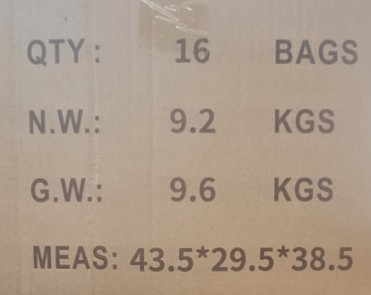 QTY: 16 BAGS
N.W.: 9.2 KGS
G.W.: 9.6 KGS
MEAS: 43.5*29.5*38.5